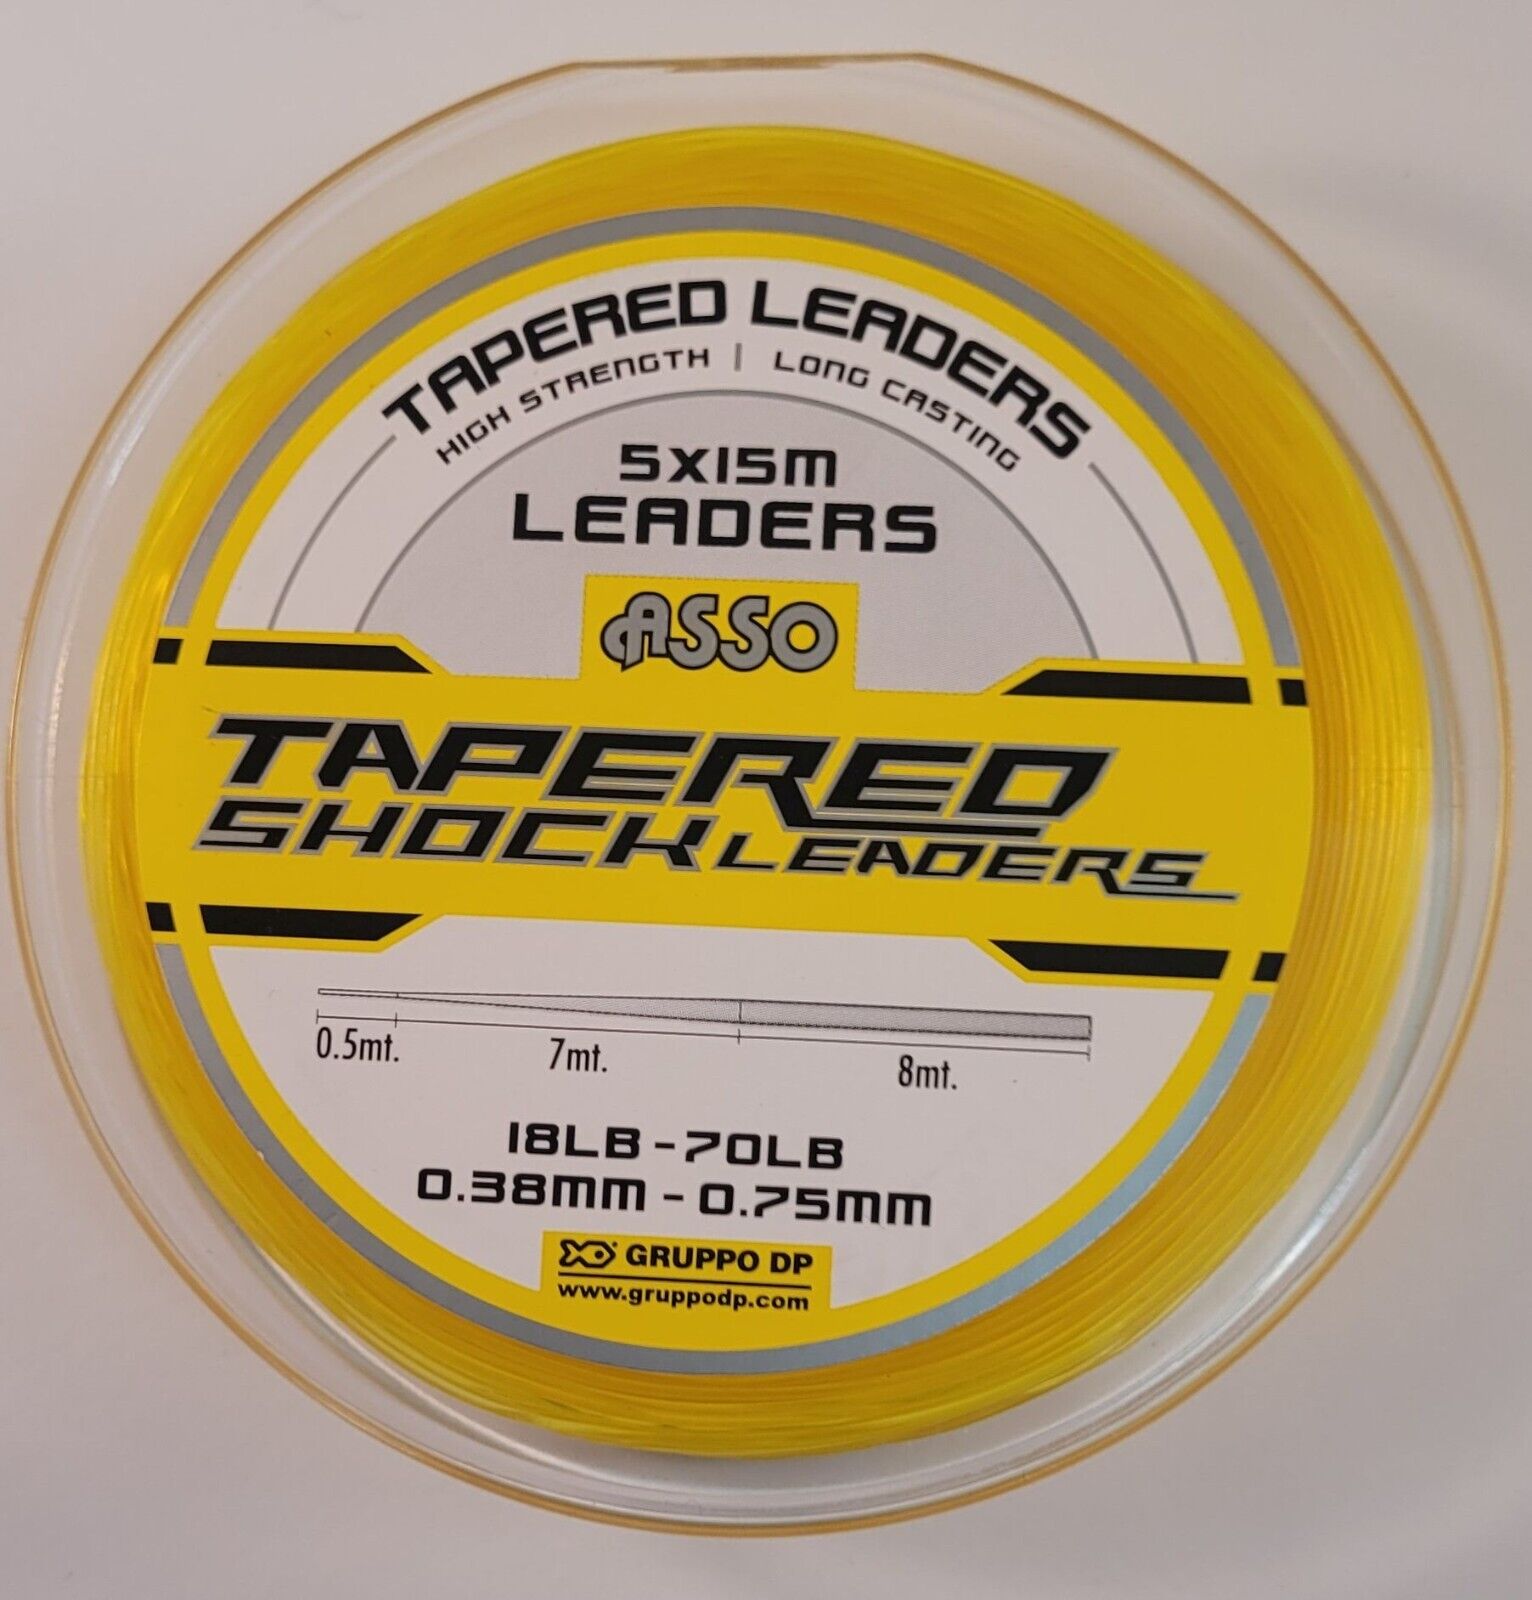 TAPERED LEADERS
HIGH STRENGTH | LONG CASTING
5X15M
LEADERS
ASSO
TAPERED
SHOCK LEADERS
0.5mt. 7mt. 8mt.
18LB - 70LB
0.38MM - 0.75MM
GRUPPO DP
www.gruppodp.com